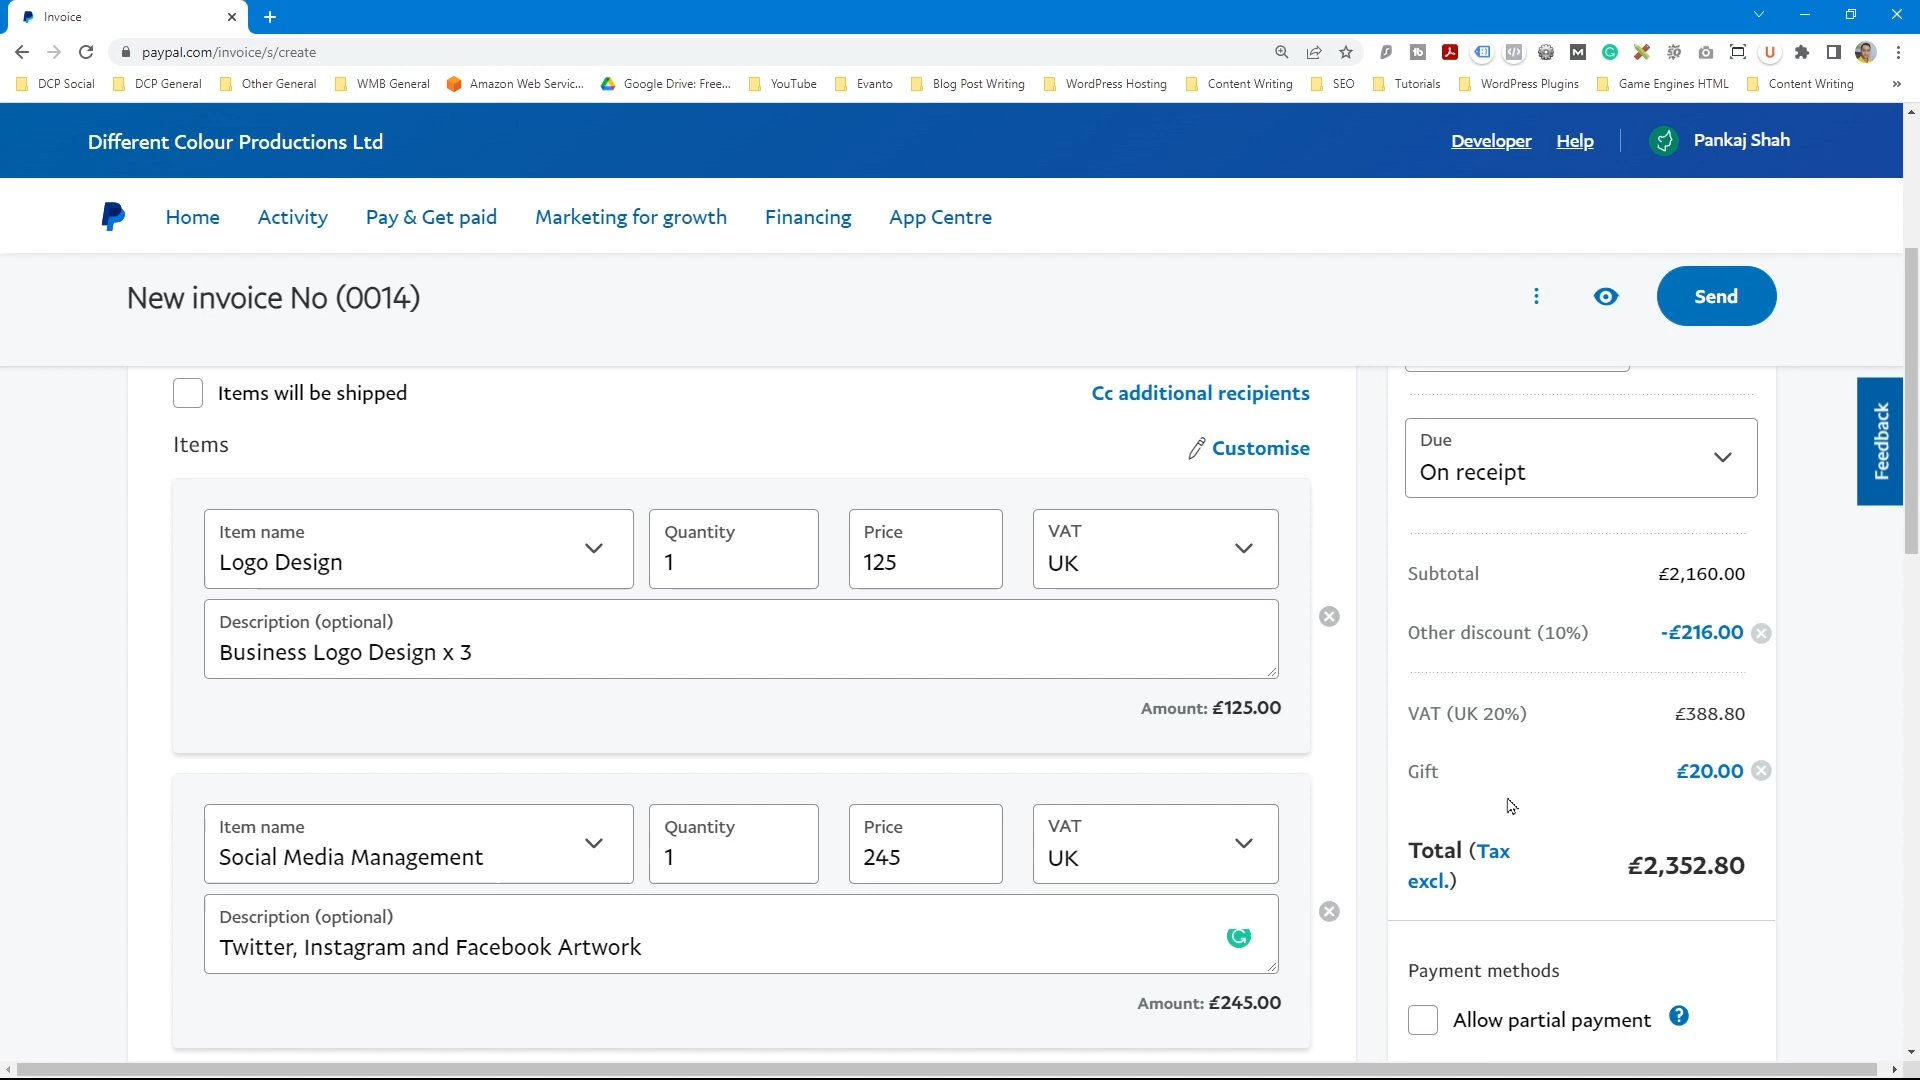 Invoice
paypal.com/invoice/s/create
DCP Social
DCP General
Other General
WMB General
Amazon Web Servic...
Google Drive: Free...
YouTube
Evanto
Blog Post Writing
WordPress Hosting
Content Writing
SEO
Tutorials
WordPress Plugins
Game Engines HTML
Content Writing
Different Colour Productions Ltd
Developer
Help
Pankaj Shah
Home
Activity
Pay & Get paid
Marketing for growth
Financing
App Centre
New invoice No (0014)
Send
Items will be shipped
Cc additional recipients
Items
Customise
Item name
Logo Design
Quantity
1
Price
125
VAT
UK
Description (optional)
Business Logo Design x 3
Amount: £125.00
Item name
Social Media Management
Quantity
1
Price
245
VAT
UK
Description (optional)
Twitter, Instagram and Facebook Artwork
Amount: £245.00
Due
On receipt
Subtotal £2,160.00
Other discount (10%) -£216.00
VAT (UK 20%) £388.80
Gift £20.00
Total (Tax
excl.) £2,352.80
Payment methods
Allow partial payment ?
Feedback